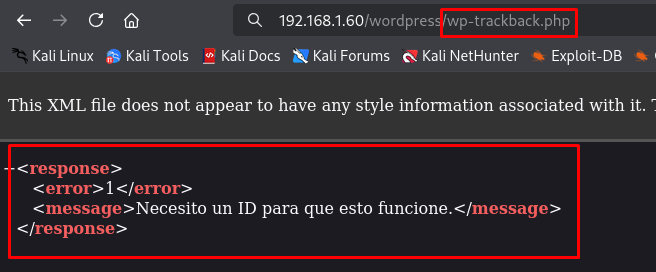 192.168.1.60/wordpress/wp-trackback.php
Kali Linux Kali Tools Kali Docs Kali Forums Kali NetHunter Exploit-DB
This XML file does not appear to have any style information associated with it.
−<response>
<error>1</error>
<message>Necesito un ID para que esto funcione.</message>
</response>